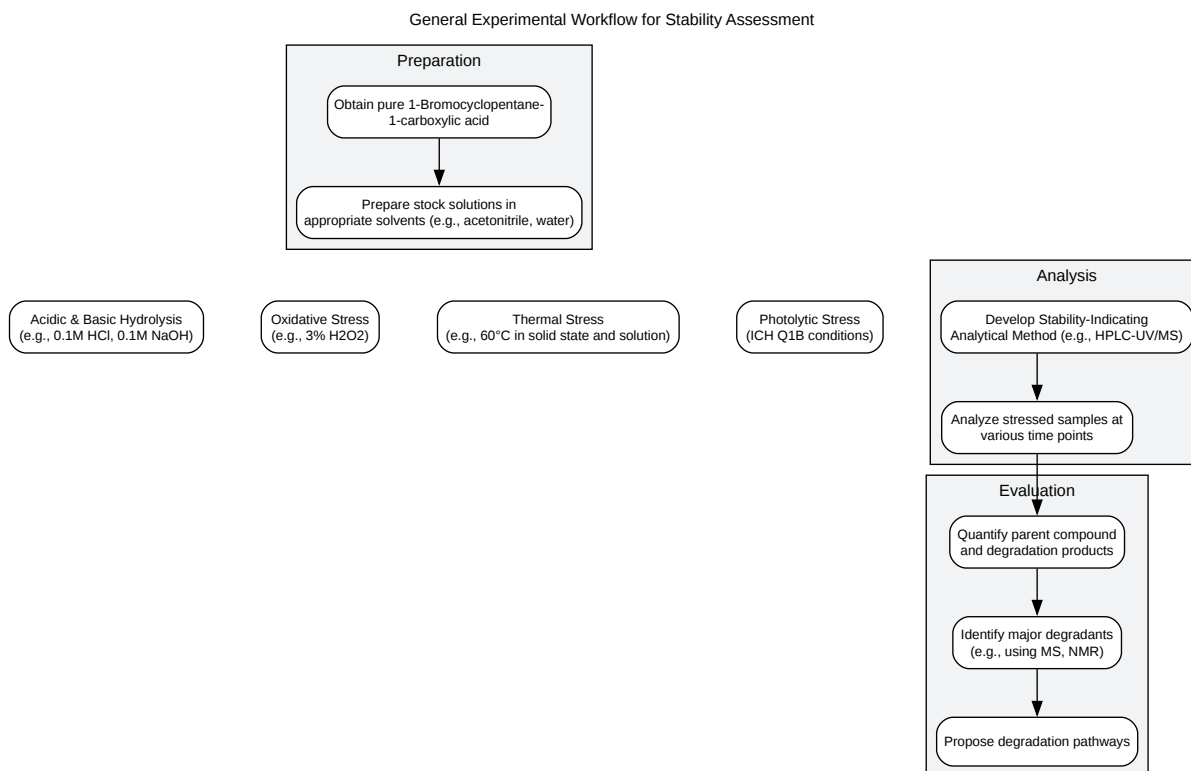 General Experimental Workflow for Stability Assessment
Preparation
Obtain pure 1-Bromocyclopentane-
1-carboxylic acid
Prepare stock solutions in
appropriate solvents (e.g., acetonitrile, water)
Acidic & Basic Hydrolysis
(e.g., 0.1M HCl, 0.1M NaOH)
Oxidative Stress
(e.g., 3% H2O2)
Thermal Stress
(e.g., 60°C in solid state and solution)
Photolytic Stress
(ICH Q1B conditions)
Analysis
Develop Stability-Indicating
Analytical Method (e.g., HPLC-UV/MS)
Analyze stressed samples at
various time points
Evaluation
Quantify parent compound
and degradation products
Identify major degradants
(e.g., using MS, NMR)
Propose degradation pathways